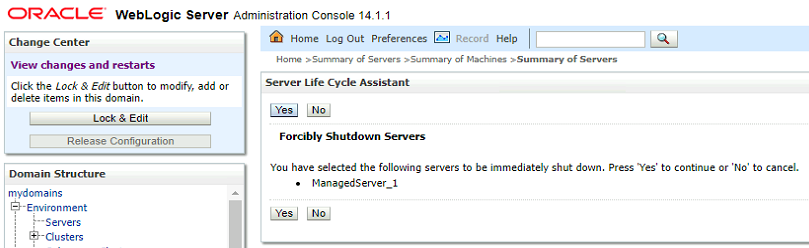 ORACLE WebLogic Server Administration Console 14.1.1
Change Center
View changes and restarts
Click the Lock & Edit button to modify, add or
delete items in this domain.
Lock & Edit
Release Configuration
Domain Structure
mydomains
Environment
Servers
Clusters
Home Log Out Preferences Record Help
Home >Summary of Servers >Summary of Machines >Summary of Servers
Server Life Cycle Assistant
Yes No
Forcibly Shutdown Servers
You have selected the following servers to be immediately shut down. Press 'Yes' to continue or 'No' to cancel.
ManagedServer_1
Yes No